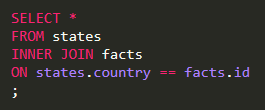 SELECT *
FROM states
INNER JOIN facts
ON states.country == facts.id
;